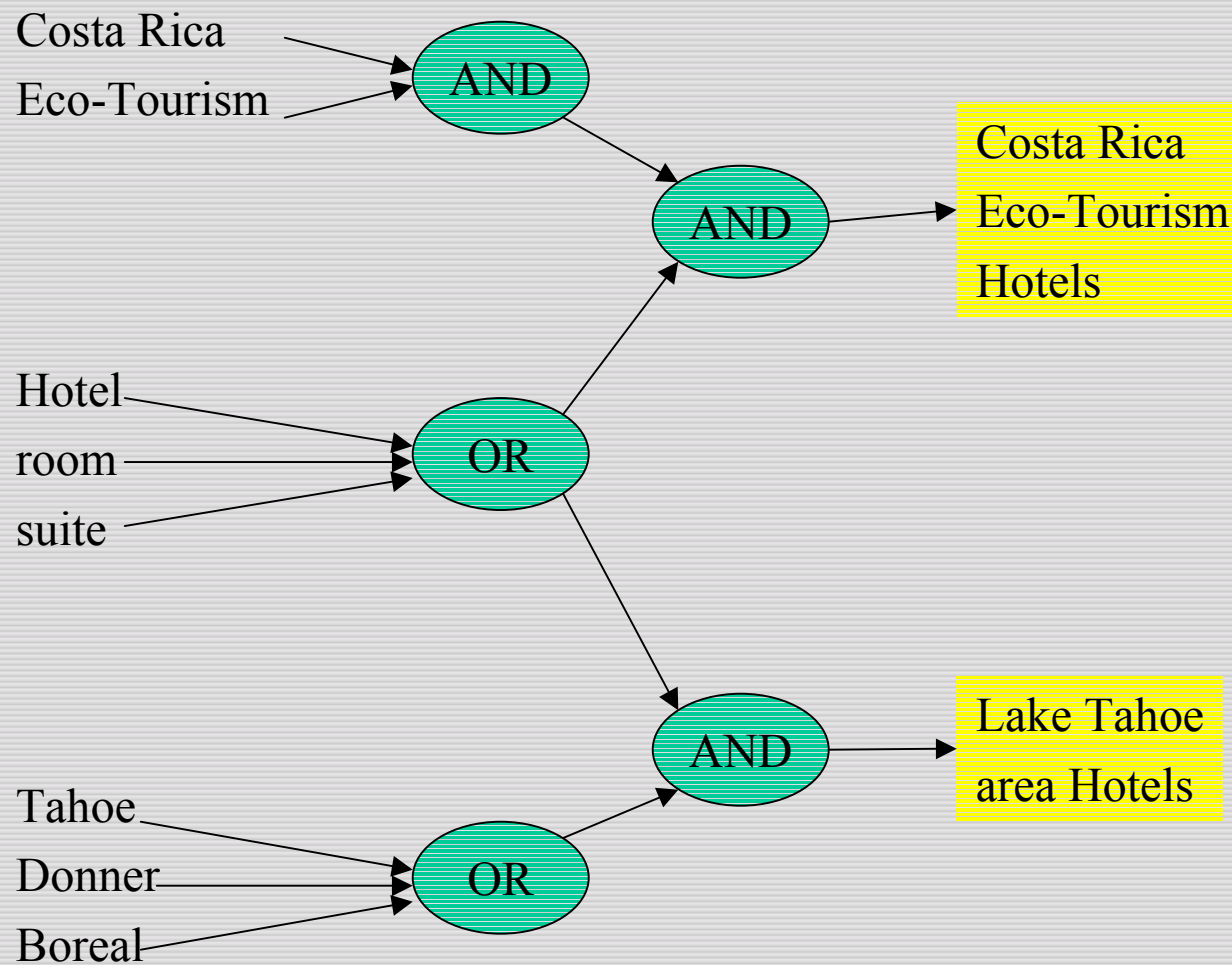 Costa Rica
Eco-Tourism
AND
AND
Costa Rica
Eco-Tourism
Hotels
Hotel
room
suite
OR
AND
Lake Tahoe
area Hotels
Tahoe
Donner
Boreal
OR